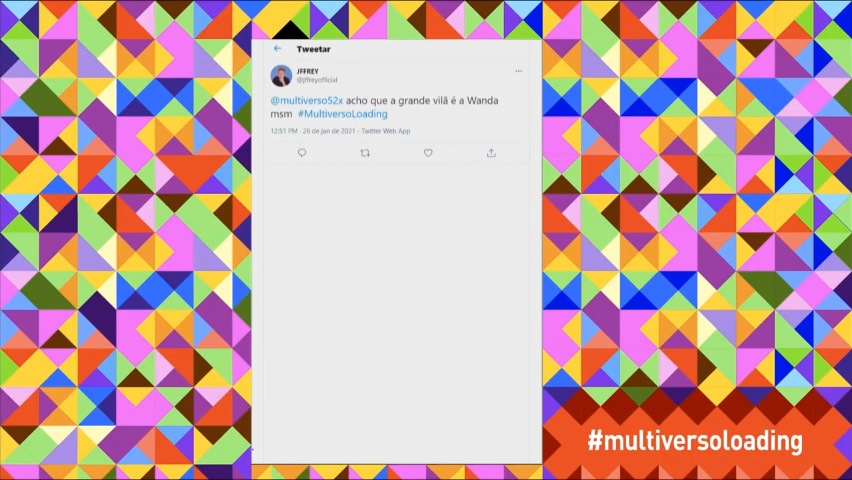 Tweetar
JFFREY
@jffreyofficial
@multiverso52x acho que a grande vilã é a Wanda
msm #MultiversoLoading
12:51 PM · 26 de jan de 2021 · Twitter Web App
#multiversoloading